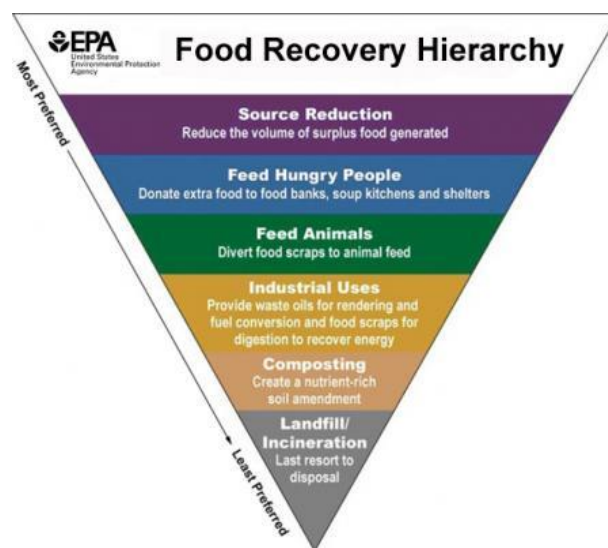 EPA
United States
Environmental Protection
Agency
Food Recovery Hierarchy
Most Preferred
Source Reduction
Reduce the volume of surplus food generated
Feed Hungry People
Donate extra food to food banks, soup kitchens and shelters
Feed Animals
Divert food scraps to animal feed
Industrial Uses
Provide waste oils for rendering and
fuel conversion and food scraps for
digestion to recover energy
Composting
Create a nutrient-rich
soil amendment
Landfill/
Incineration
Last resort to
disposal
Least Preferred